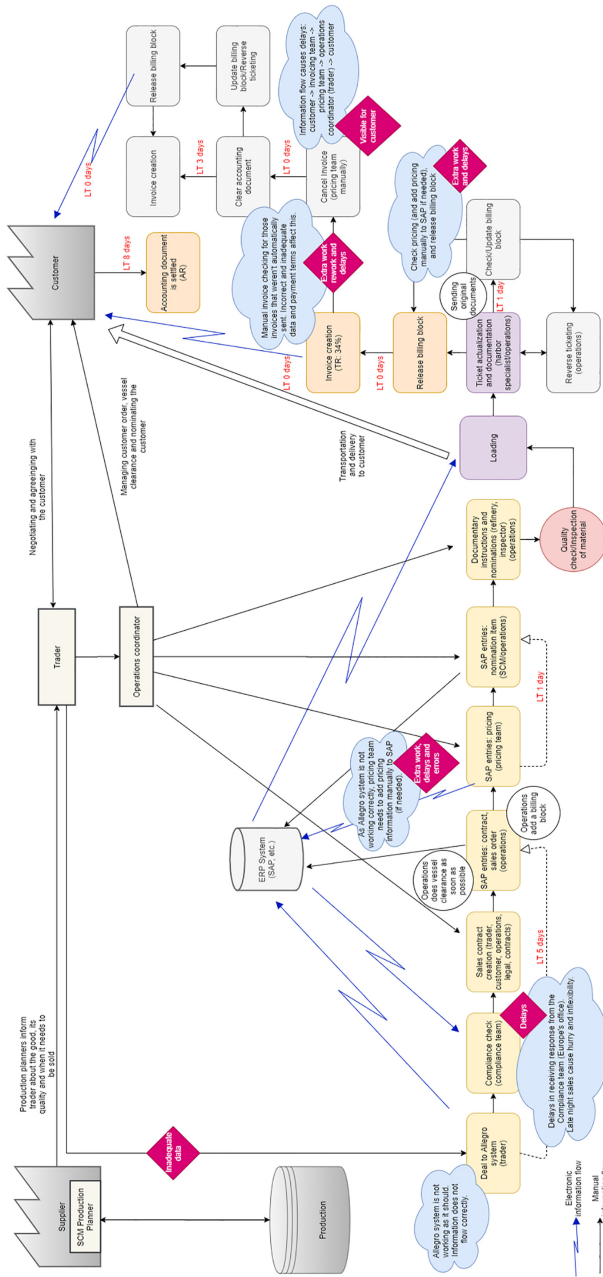 Supplier
SCM Production
Planner
Production
Production planners inform
trader about the good, its
quality and when it needs to
be sold
Inadequate
data
Trader
Negotiating and agreeinging with
the customer
Customer
Operations coordinator
Managing customer order, vessel
clearance and nominating the
customer
LT 8 days
Accounting document
is settled (AR)
LT 0 days
Release billing block
Invoice creation
Update billing
block/Reverse
ticketing
LT 3 days
Clear accounting
document
LT 0 days
Cancel Invoice
(pricing team
manually)
Information flow causes delays:
customer -> invoicing team ->
pricing team -> operations
coordinator (trader) -> customer
Visible for
customer
Manual invoice checking for those
invoices that weren't automatically
sent. Incorrect and inadequate
data and payment terms affect this.
Extra work,
rework and
delays
LT 0 days
Invoice creation
(TR: 34%)
LT 0 days
Release billing block
Check pricing (and add pricing
manually to SAP if needed),
and release billing block
Extra work
and delays
Sending
original
documents
LT 1 day
Check/Update billing
block
Ticket actualization
and documentation
(harbor
specialist/operations)
Reverse ticketing
(operations)
Transportation
and delivery
to customer
ERP System
(SAP, etc.)
As Allegro system is not
working correctly, pricing team
needs to add pricing
information manually to SAP
(if needed).
Extra work,
delays and
errors
Operations
does vessel
clearance as
soon as
possible
Allegro system is not
working as it should.
Information does not
flow correctly.
Deal to Allegro
system
(trader)
Compliance check
(compliance team)
Delays
Delays in receiving response from the
Compliance team (Europe's office).
Late night sales cause hurry and inflexibility.
Sales contract
creation (trader,
customer, operations,
legal, contracts)
LT 5 days
SAP entries: contract,
sales order
(operations)
Operations
add a billing
block
SAP entries: pricing
(pricing team)
LT 1 day
SAP entries:
nomination item
(SCM/operations)
Documentary
instructions and
nominations (refinery,
inspector)
(operations)
Quality
check/Inspection
of material
Loading
Electronic
information flow
Manual